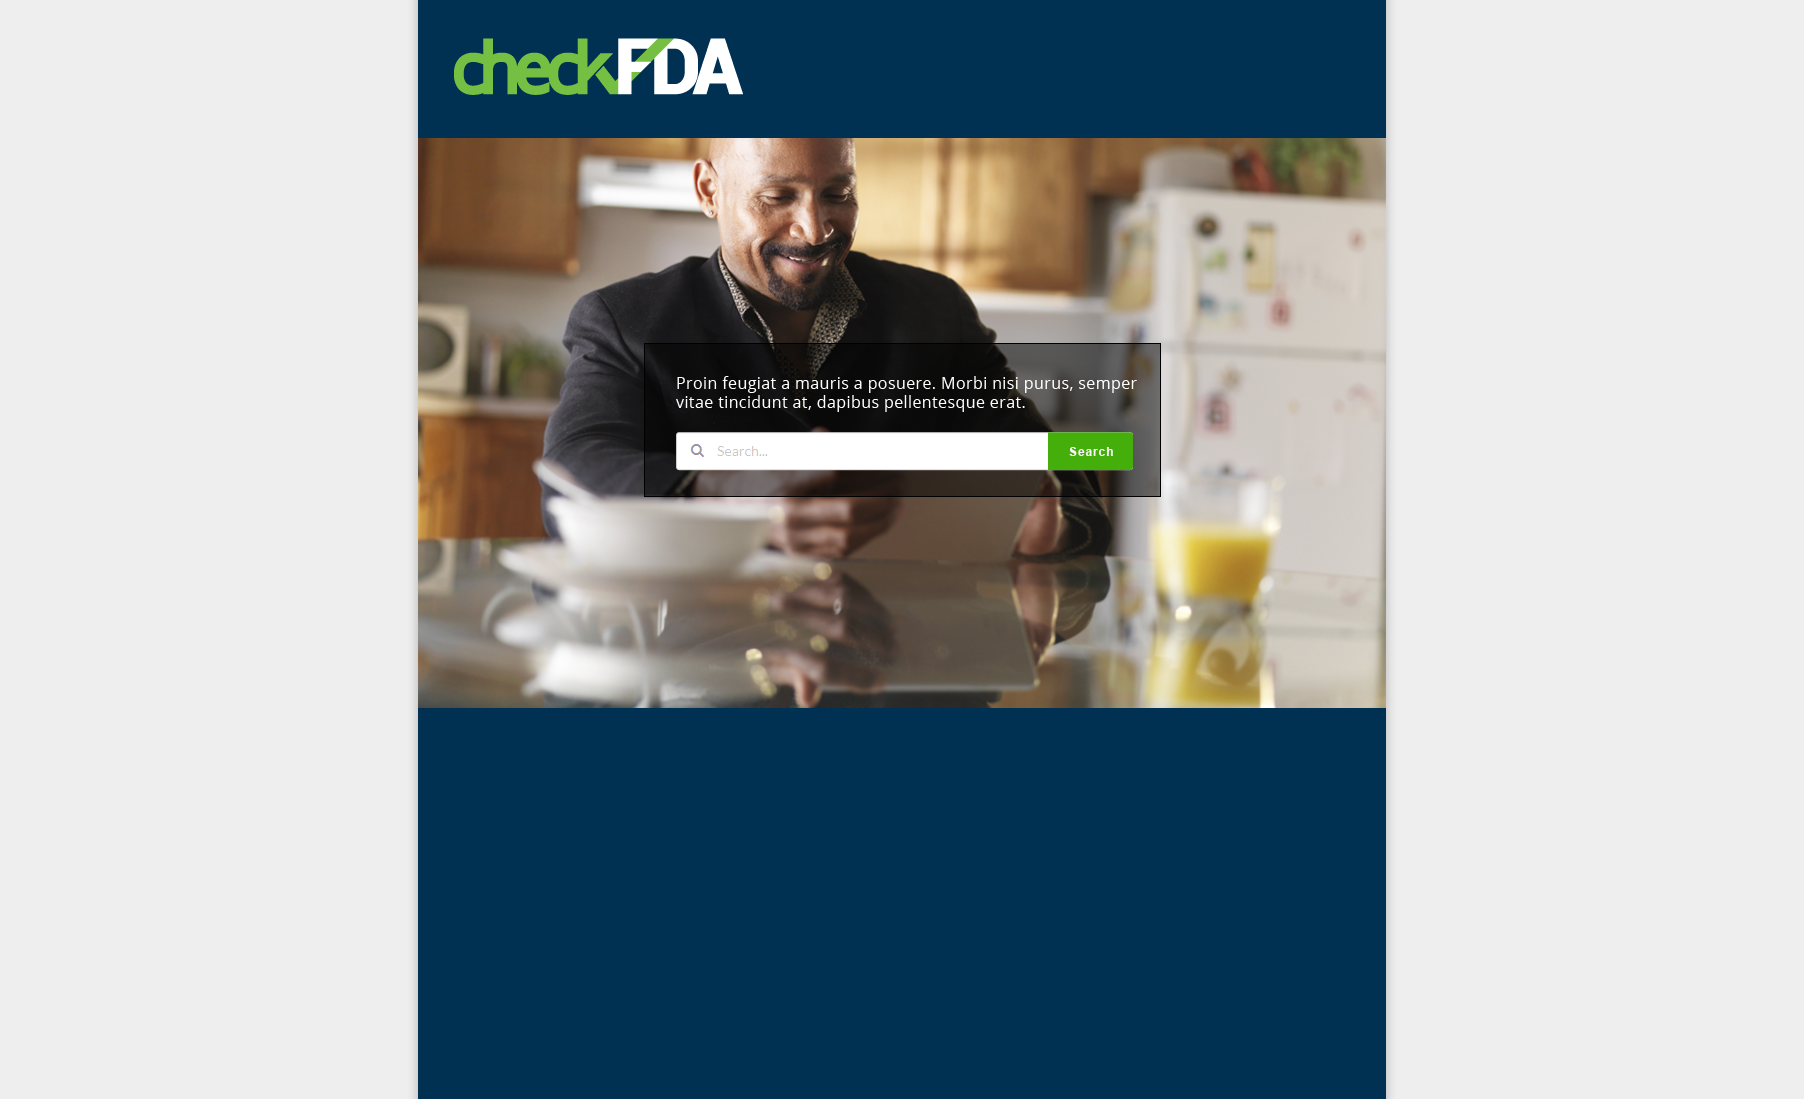 checkFDA
Proin feugiat a mauris a posuere. Morbi nisi purus, semper
vitae tincidunt at, dapibus pellentesque erat.
Search...
Search